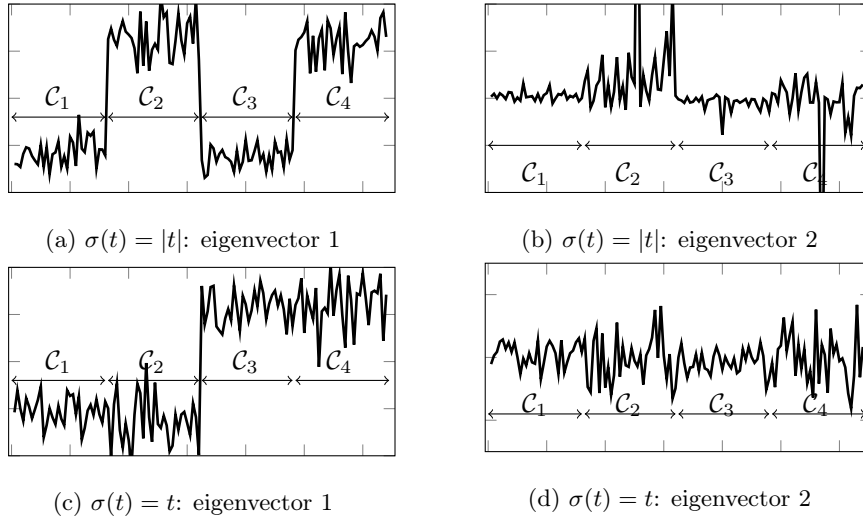 𝒞₁ 𝒞₂ 𝒞₃ 𝒞₄
(a) σ(t) = |t|: eigenvector 1
𝒞₁ 𝒞₂ 𝒞₃ 𝒞₄
(b) σ(t) = |t|: eigenvector 2
𝒞₁ 𝒞₂ 𝒞₃ 𝒞₄
(c) σ(t) = t: eigenvector 1
𝒞₁ 𝒞₂ 𝒞₃ 𝒞₄
(d) σ(t) = t: eigenvector 2